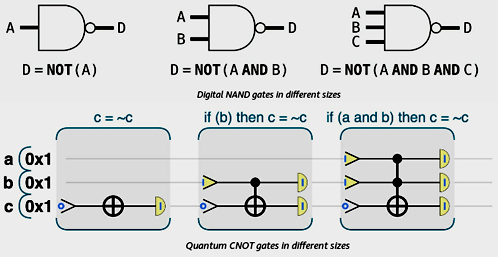 A D A B D A B C D
D = NOT (A) D = NOT (A AND B) D = NOT (A AND B AND C)
Digital NAND gates in different sizes
c = ~c if (b) then c = ~c if (a and b) then c = ~c
a 0x1
b 0x1
c 0x1
Quantum CNOT gates in different sizes